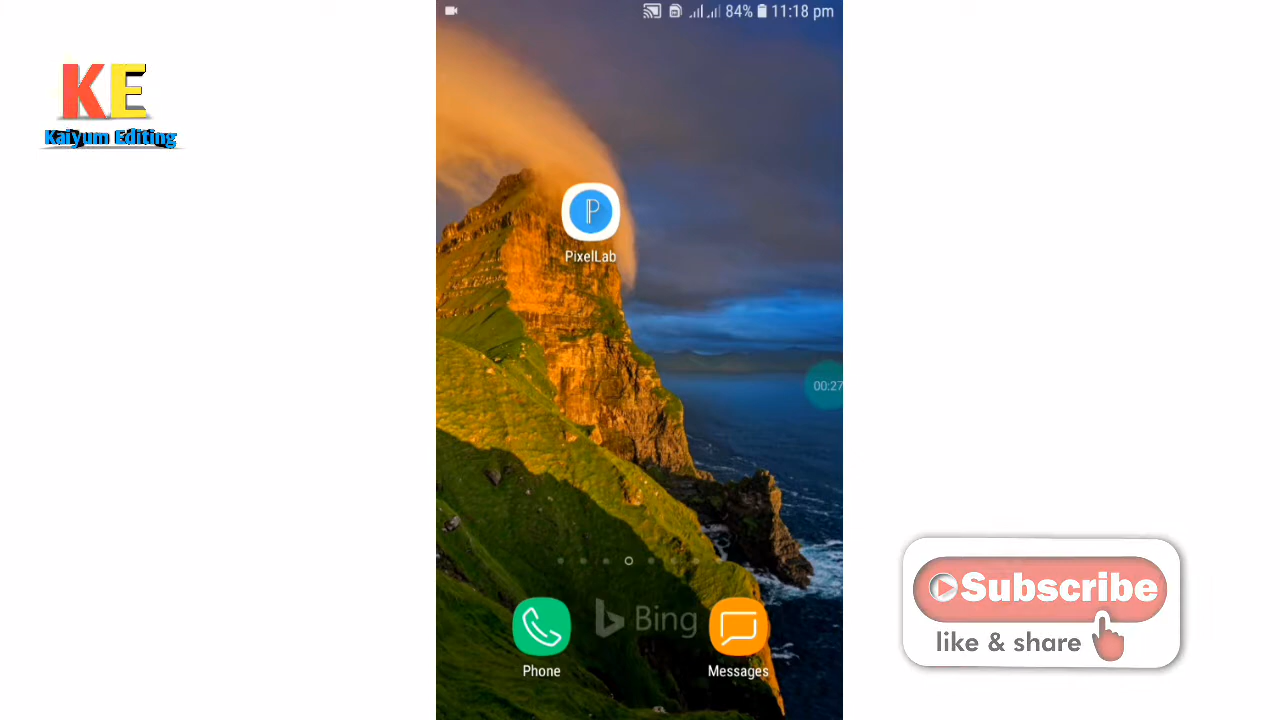 84% 11:18 pm
KE
Kaiyum Editing
P
PixelLab
00:27
Bing
Phone
Messages
Subscribe
like & share